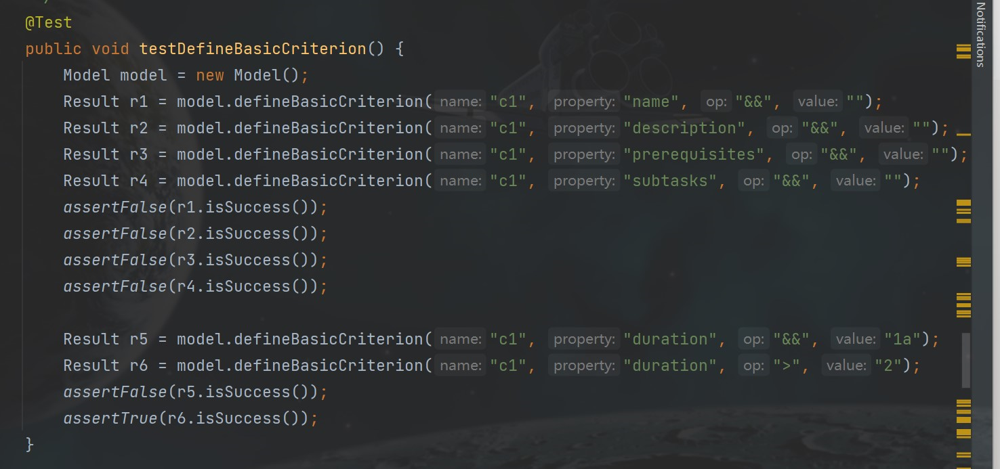 @Test
public void testDefineBasicCriterion() {
Model model = new Model();
Result r1 = model.defineBasicCriterion( name: "c1", property: "name", op: "&&", value: "");
Result r2 = model.defineBasicCriterion( name: "c1", property: "description", op: "&&", value: "");
Result r3 = model.defineBasicCriterion( name: "c1", property: "prerequisites", op: "&&", value: "");
Result r4 = model.defineBasicCriterion( name: "c1", property: "subtasks", op: "&&", value: "");
assertFalse(r1.isSuccess());
assertFalse(r2.isSuccess());
assertFalse(r3.isSuccess());
assertFalse(r4.isSuccess());
Result r5 = model.defineBasicCriterion( name: "c1", property: "duration", op: "&&", value: "1a");
Result r6 = model.defineBasicCriterion( name: "c1", property: "duration", op: ">", value: "2");
assertFalse(r5.isSuccess());
assertTrue(r6.isSuccess());
}
Notifications